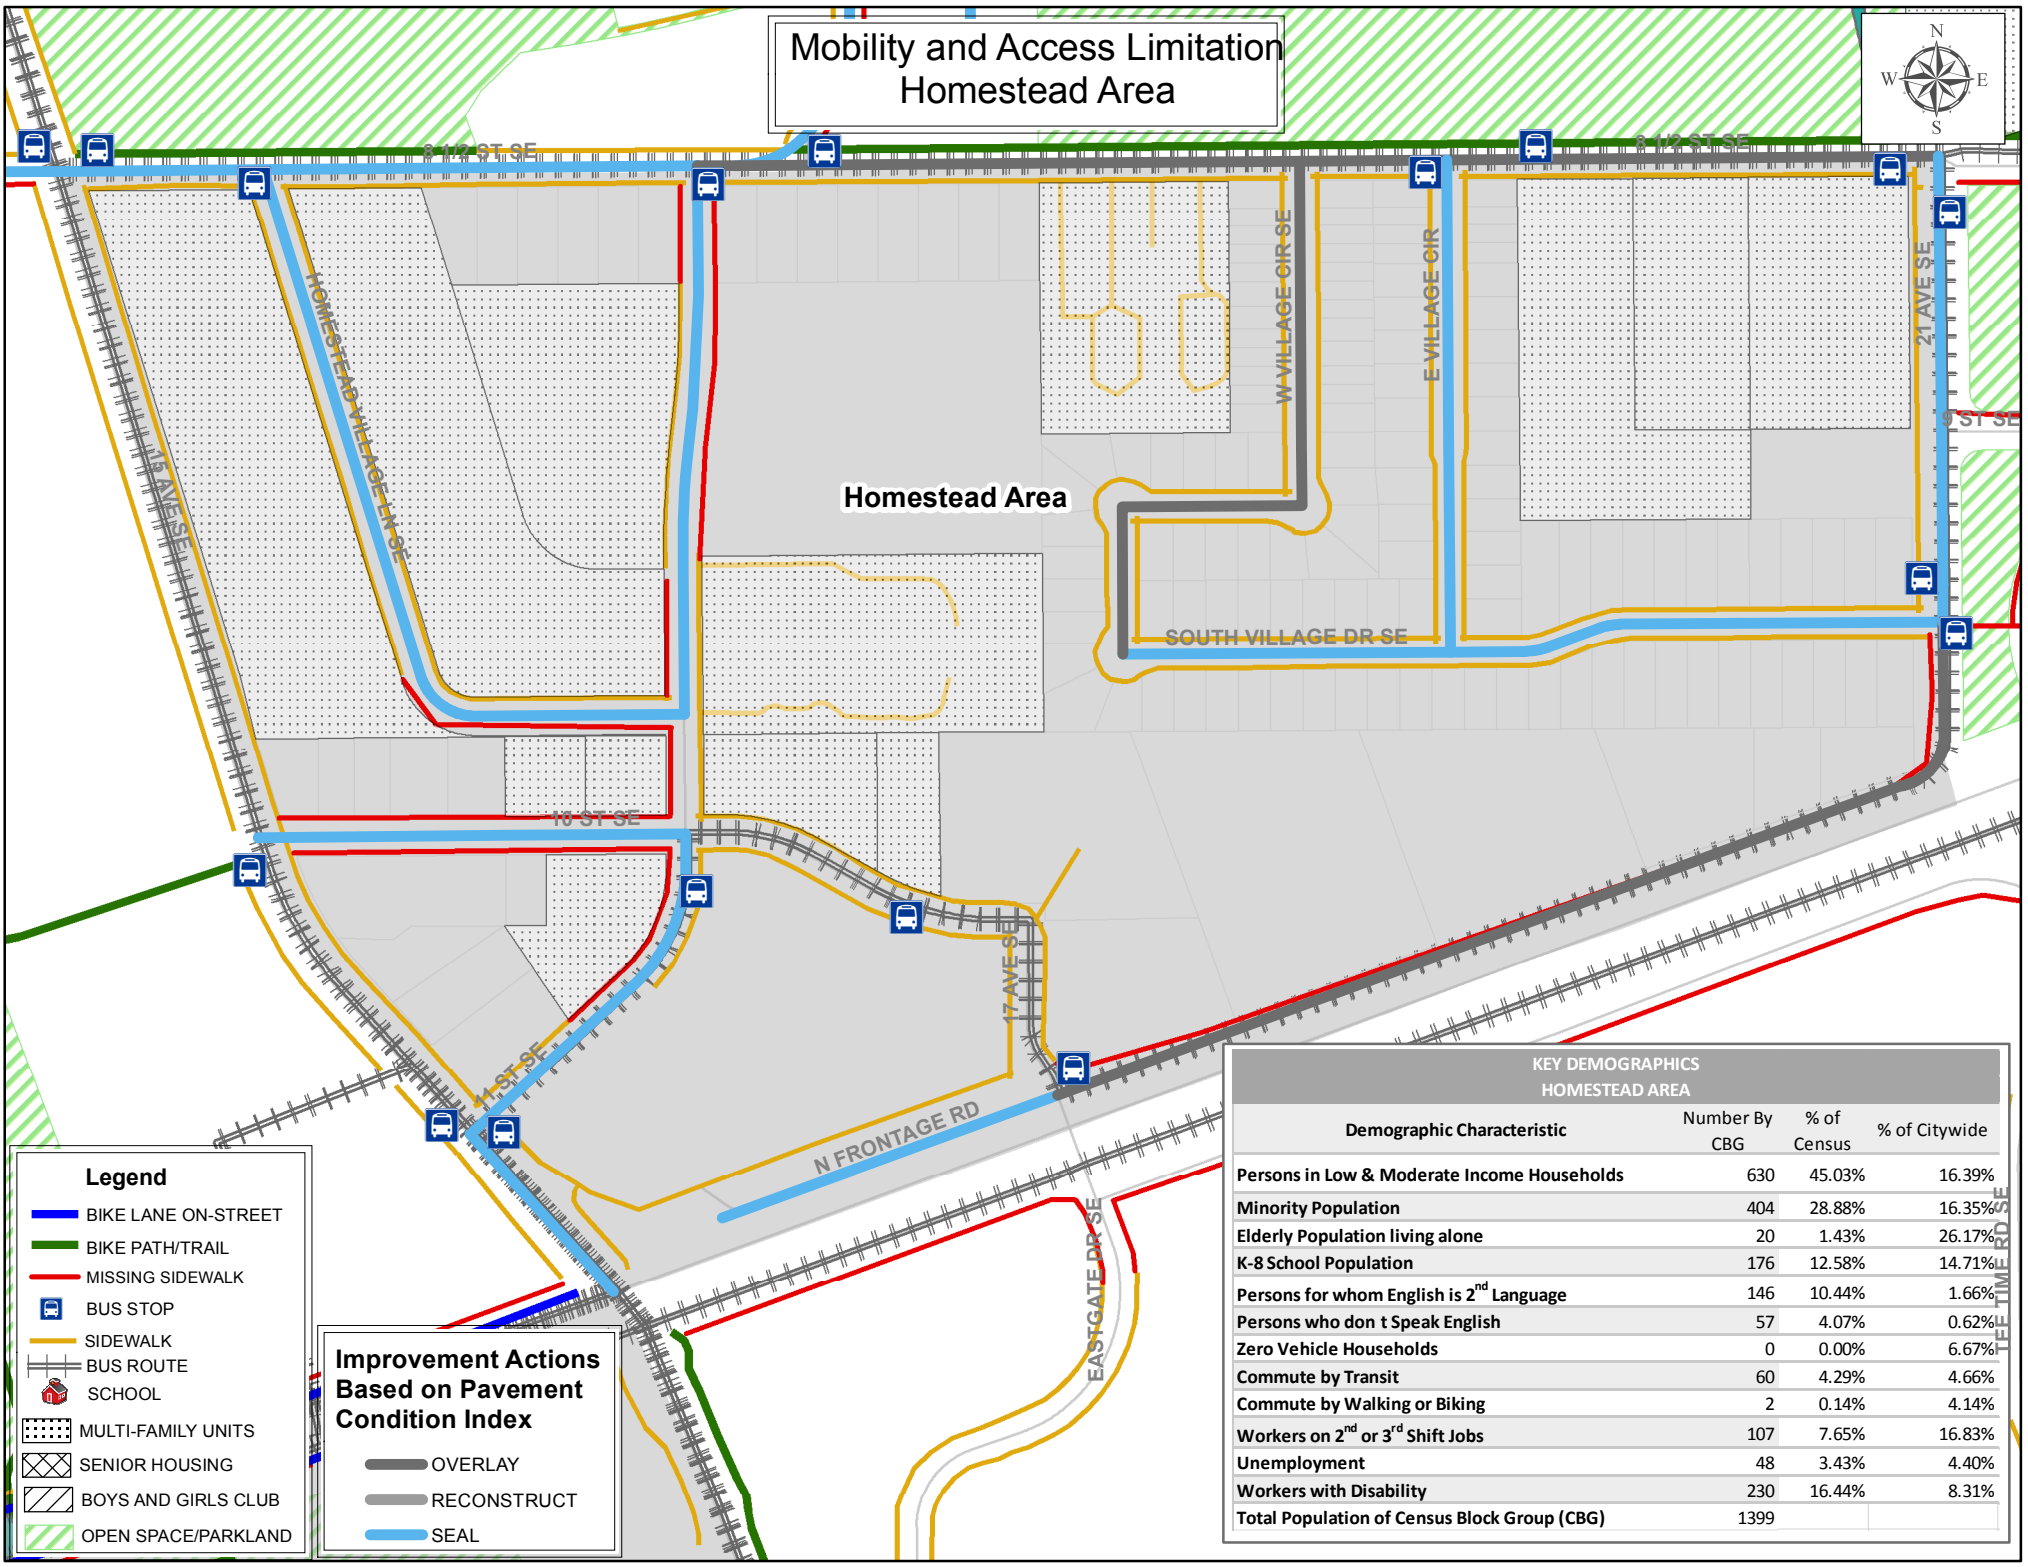 Mobility and Access Limitation
Homestead Area
N
W E
S
8 1/2 ST SE
8 1/2 ST SE
HOMESTEAD VILLAGE LN SE
15 AVE SE
W VILLAGE CIR SE
E VILLAGE CIR
21 AVE SE
9 ST SE
Homestead Area
SOUTH VILLAGE DR SE
10 ST SE
17 AVE SE
11 ST SE
N FRONTAGE RD
EASTGATE DR SE
TEE TIME RD SE
Legend
BIKE LANE ON-STREET
BIKE PATH/TRAIL
MISSING SIDEWALK
BUS STOP
SIDEWALK
BUS ROUTE
SCHOOL
MULTI-FAMILY UNITS
SENIOR HOUSING
BOYS AND GIRLS CLUB
OPEN SPACE/PARKLAND
Improvement Actions
Based on Pavement
Condition Index
OVERLAY
RECONSTRUCT
SEAL
KEY DEMOGRAPHICS
HOMESTEAD AREA
Demographic Characteristic Number By CBG % of Census % of Citywide
Persons in Low & Moderate Income Households 630 45.03% 16.39%
Minority Population 404 28.88% 16.35%
Elderly Population living alone 20 1.43% 26.17%
K-8 School Population 176 12.58% 14.71%
Persons for whom English is 2nd Language 146 10.44% 1.66%
Persons who don t Speak English 57 4.07% 0.62%
Zero Vehicle Households 0 0.00% 6.67%
Commute by Transit 60 4.29% 4.66%
Commute by Walking or Biking 2 0.14% 4.14%
Workers on 2nd or 3rd Shift Jobs 107 7.65% 16.83%
Unemployment 48 3.43% 4.40%
Workers with Disability 230 16.44% 8.31%
Total Population of Census Block Group (CBG) 1399